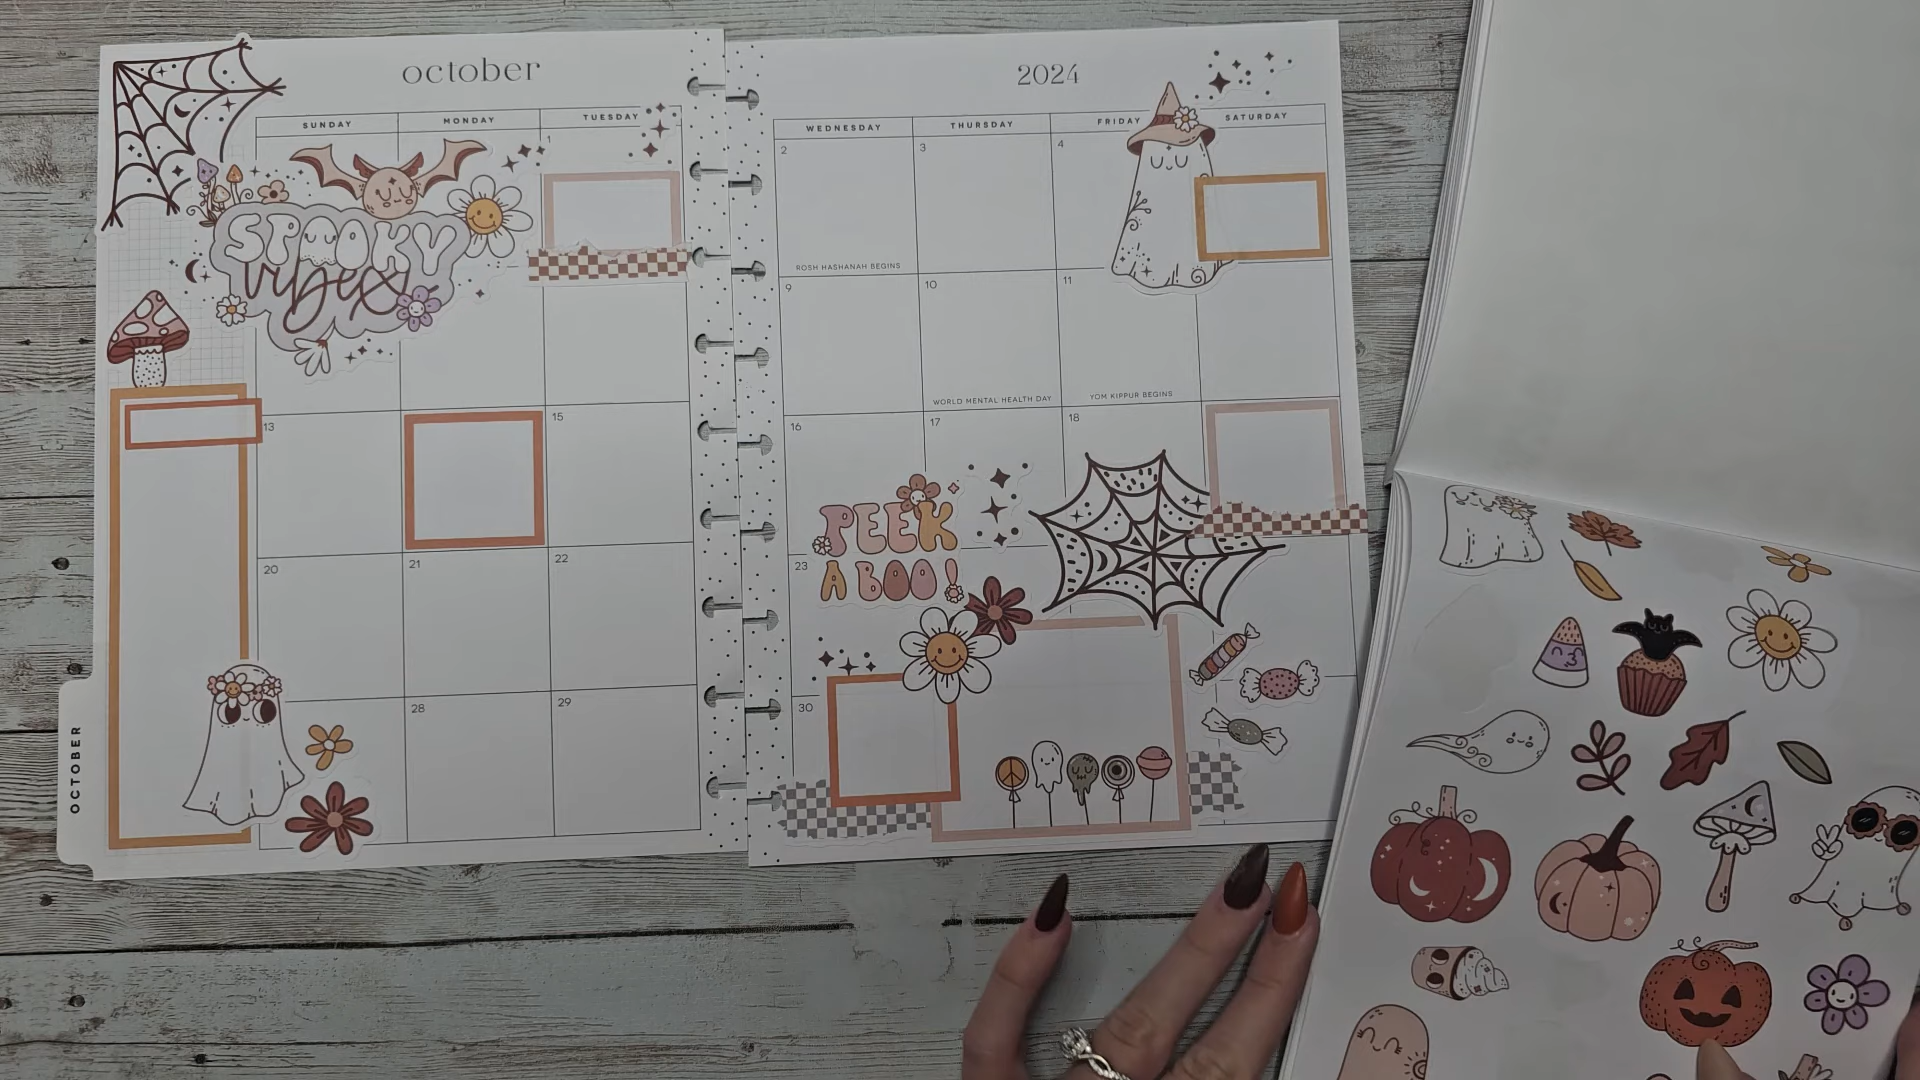 october
2024
SUNDAY
MONDAY
TUESDAY
WEDNESDAY
THURSDAY
FRIDAY
SATURDAY
1
2
3
4
ROSH HASHANAH BEGINS
SPOOKY
vibes
9
10
11
WORLD MENTAL HEALTH DAY
YOM KIPPUR BEGINS
13
15
16
17
18
PEEK
A BOO!
20
21
22
23
28
29
30
OCTOBER